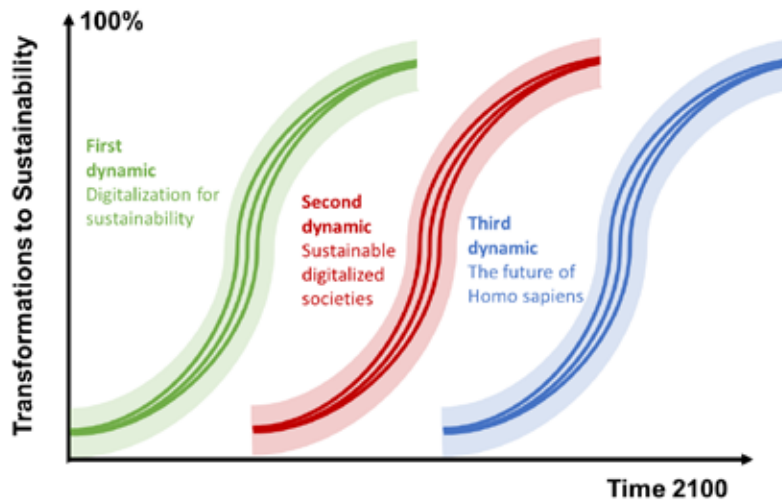 100%
Transformations to Sustainability
First
dynamic
Digitalization for
sustainability
Second
dynamic
Sustainable
digitalized
societies
Third
dynamic
The future of
Homo sapiens
Time 2100